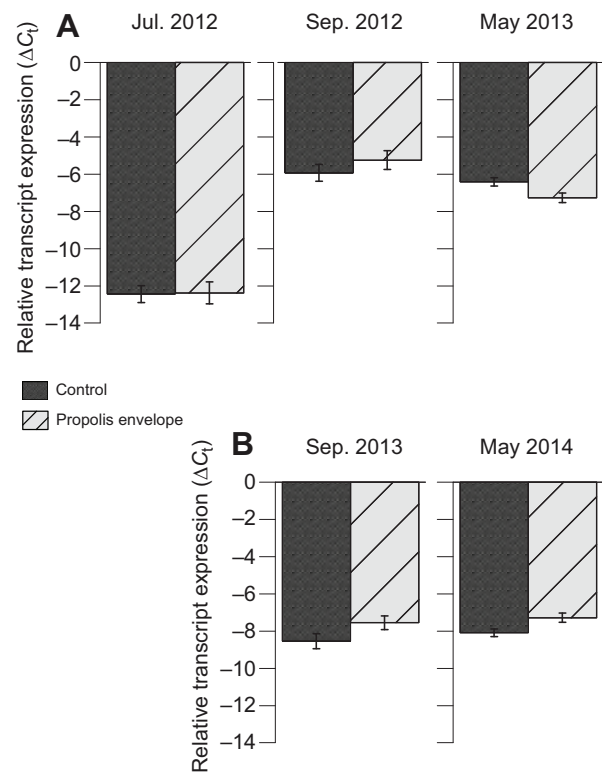 A
Jul. 2012
Sep. 2012
May 2013
Relative transcript expression (ΔCt)
0
–2
–4
–6
–8
–10
–12
–14
Control
Propolis envelope
B
Sep. 2013
May 2014
Relative transcript expression (ΔCt)
0
–2
–4
–6
–8
–10
–12
–14